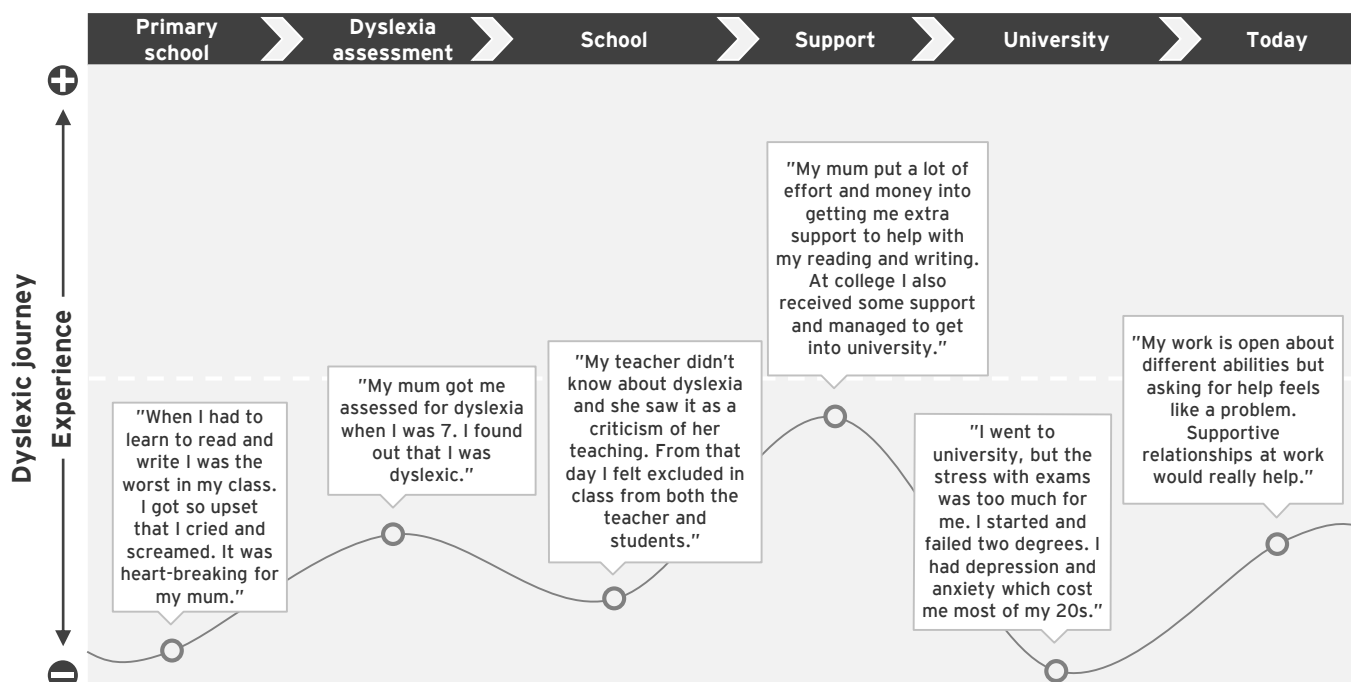 Primary
school
Dyslexia
assessment
School
Support
University
Today
Dyslexic journey
Experience
"When I had to
learn to read and
write I was the
worst in my class.
I got so upset
that I cried and
screamed. It was
heart-breaking for
my mum."
"My mum got me
assessed for dyslexia
when I was 7. I found
out that I was
dyslexic."
"My teacher didn't
know about dyslexia
and she saw it as a
criticism of her
teaching. From that
day I felt excluded in
class from both the
teacher and
students."
"My mum put a lot of
effort and money into
getting me extra
support to help with
my reading and writing.
At college I also
received some support
and managed to get
into university."
"I went to
university, but the
stress with exams
was too much for
me. I started and
failed two degrees. I
had depression and
anxiety which cost
me most of my 20s."
"My work is open about
different abilities but
asking for help feels
like a problem.
Supportive
relationships at work
would really help."